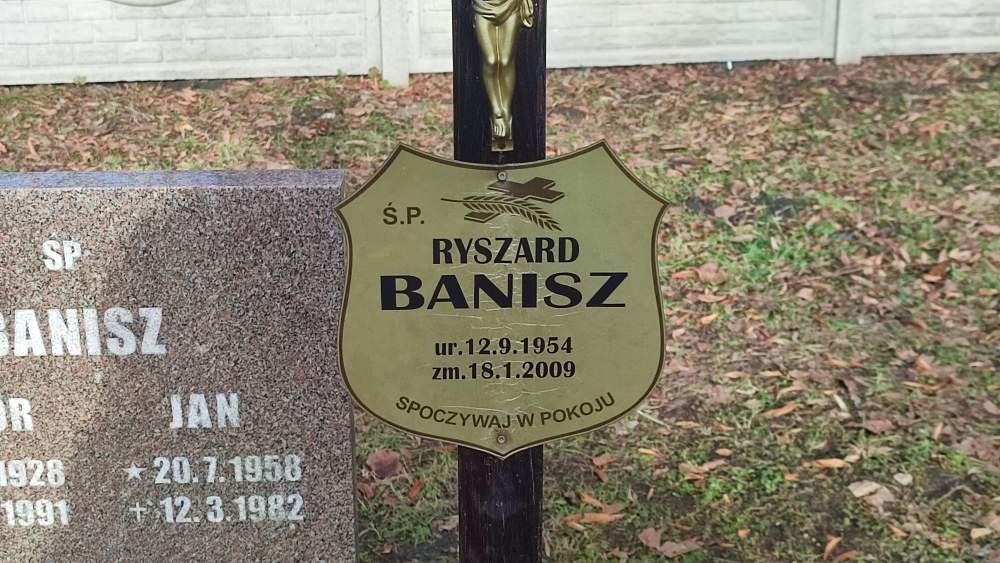 ŚP
BANISZ
JAN
1928 ★ 20.7.1958
1991 + 12.3.1982
Ś.P.
RYSZARD
BANISZ
ur.12.9.1954
zm.18.1.2009
SPOCZYWAJ W POKOJU